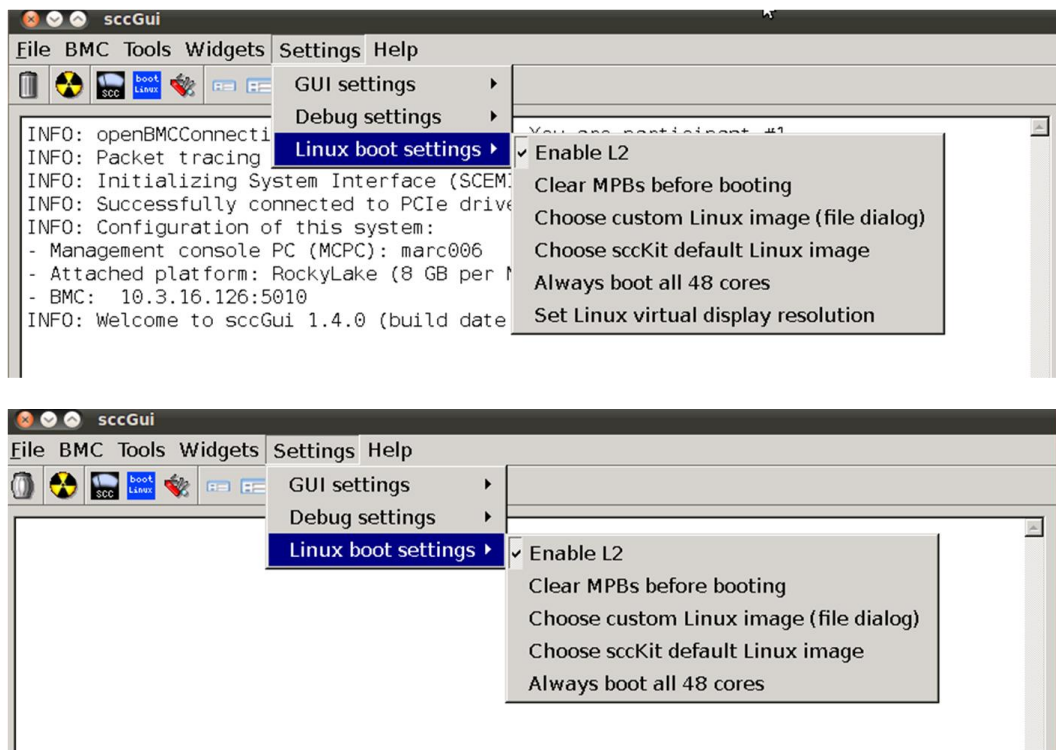 sccGui
File BMC Tools Widgets Settings Help
scc boot Linux
GUI settings
Debug settings
Linux boot settings
Enable L2
Clear MPBs before booting
Choose custom Linux image (file dialog)
Choose sccKit default Linux image
Always boot all 48 cores
Set Linux virtual display resolution
INFO: openBMCConnecti You are participant #1
INFO: Packet tracing
INFO: Initializing System Interface (SCEM
INFO: Successfully connected to PCIe drive
INFO: Configuration of this system:
- Management console PC (MCPC): marc006
- Attached platform: RockyLake (8 GB per
- BMC: 10.3.16.126:5010
INFO: Welcome to sccGui 1.4.0 (build date
sccGui
File BMC Tools Widgets Settings Help
scc boot Linux
GUI settings
Debug settings
Linux boot settings
Enable L2
Clear MPBs before booting
Choose custom Linux image (file dialog)
Choose sccKit default Linux image
Always boot all 48 cores